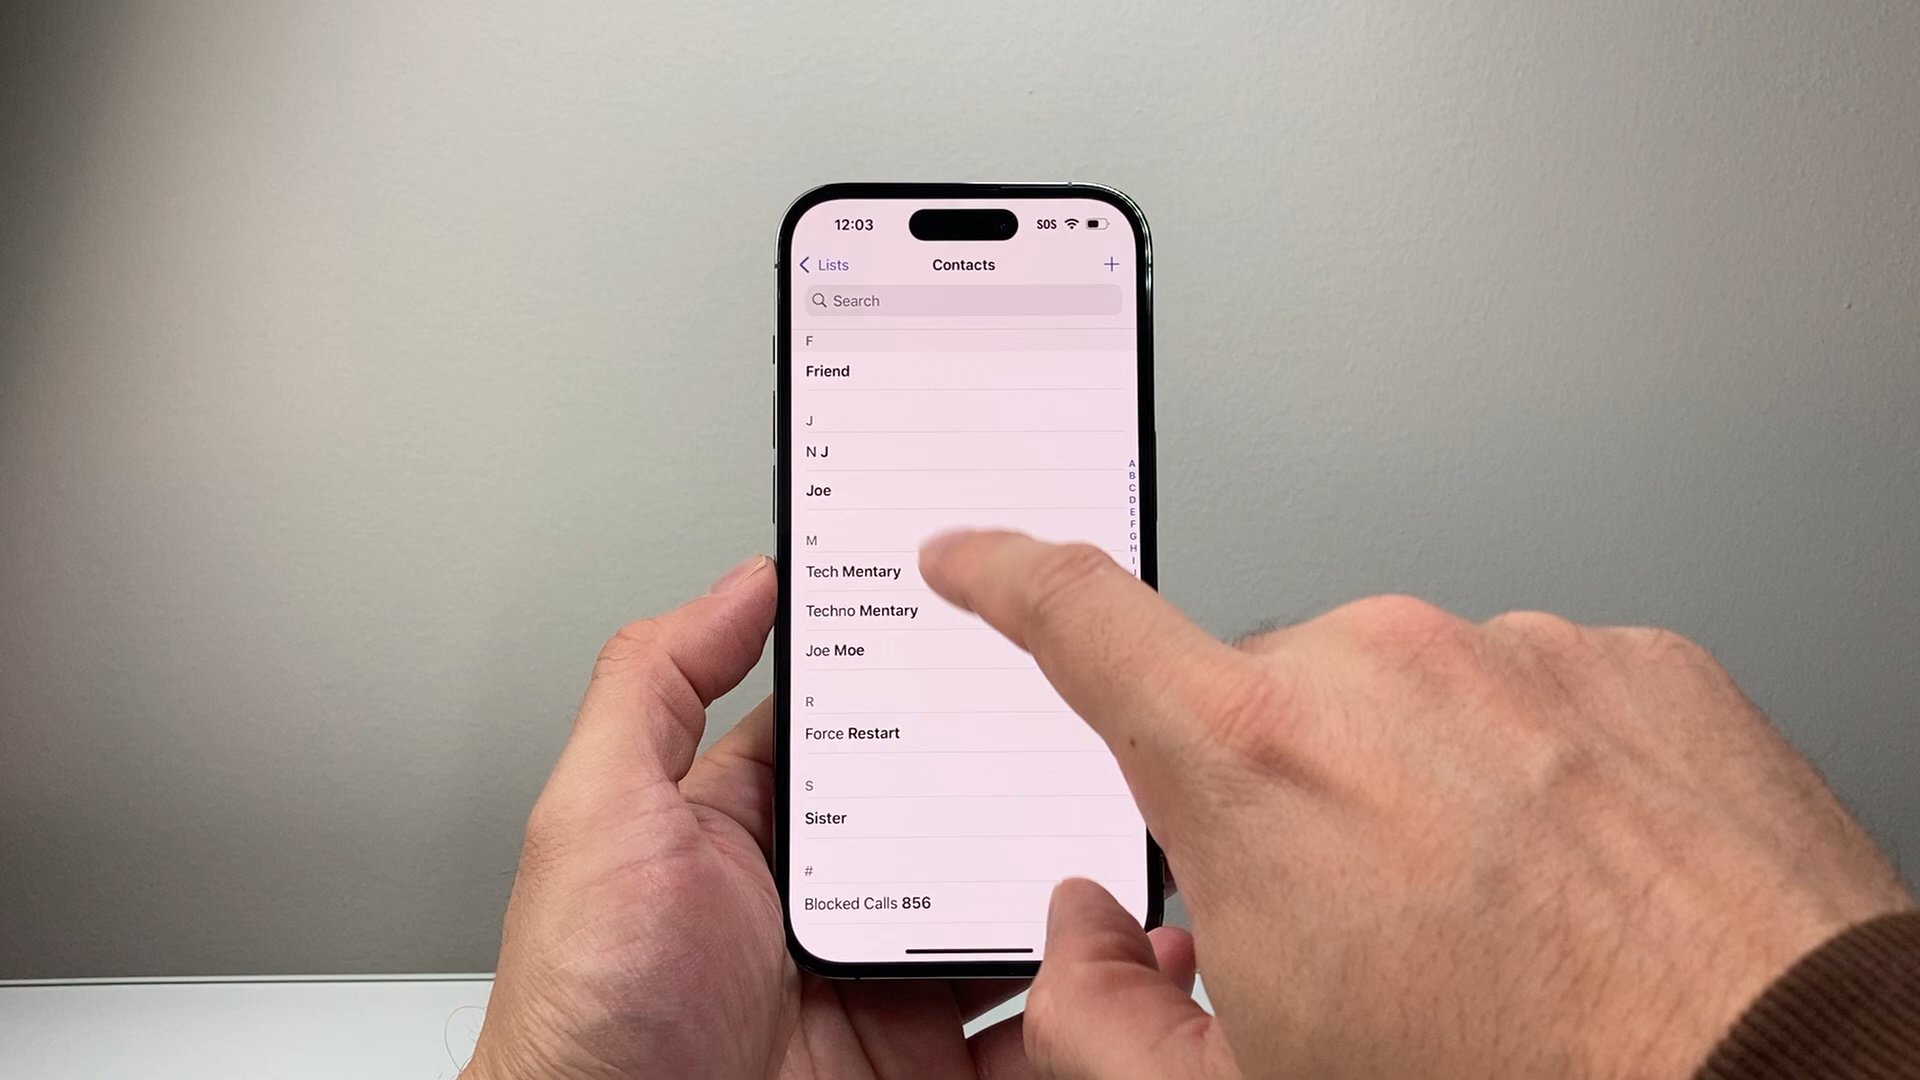 12:03 SOS
Lists Contacts +
Search
F
Friend
J
N J
Joe
M
Tech Mentary
Techno Mentary
Joe Moe
R
Force Restart
S
Sister
#
Blocked Calls 856
A
B
C
D
E
F
G
H
I
J